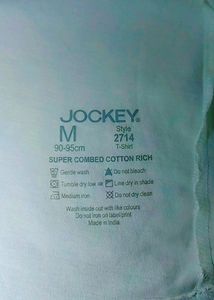 JOCKEY®
M
90-95cm
Style
2714
T-Shirt
SUPER COMBED COTTON RICH
Gentle wash
Do not bleach
Tumble dry low
Line dry in shade
Medium iron
Do not dry clean
Wash inside out with like colours
Do not iron on label/print
Made in India